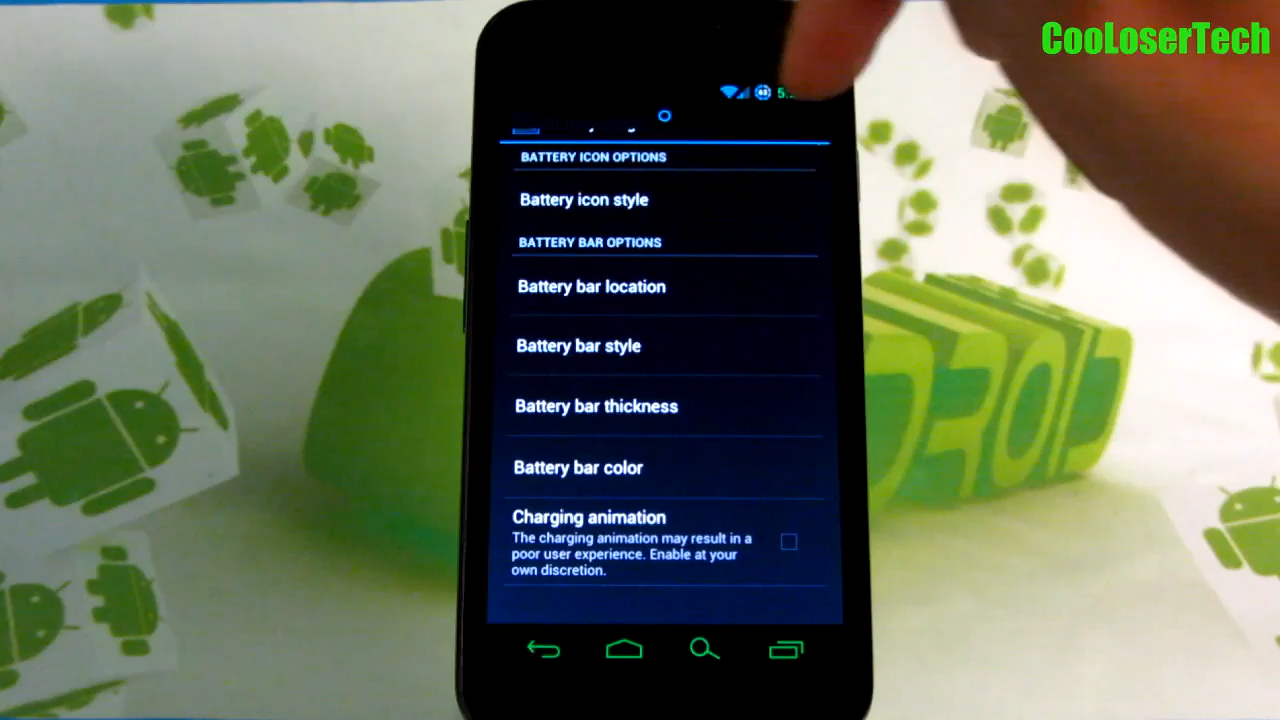 CooLoserTech
BATTERY ICON OPTIONS
Battery icon style
BATTERY BAR OPTIONS
Battery bar location
Battery bar style
Battery bar thickness
Battery bar color
Charging animation
The charging animation may result in a
poor user experience. Enable at your
own discretion.